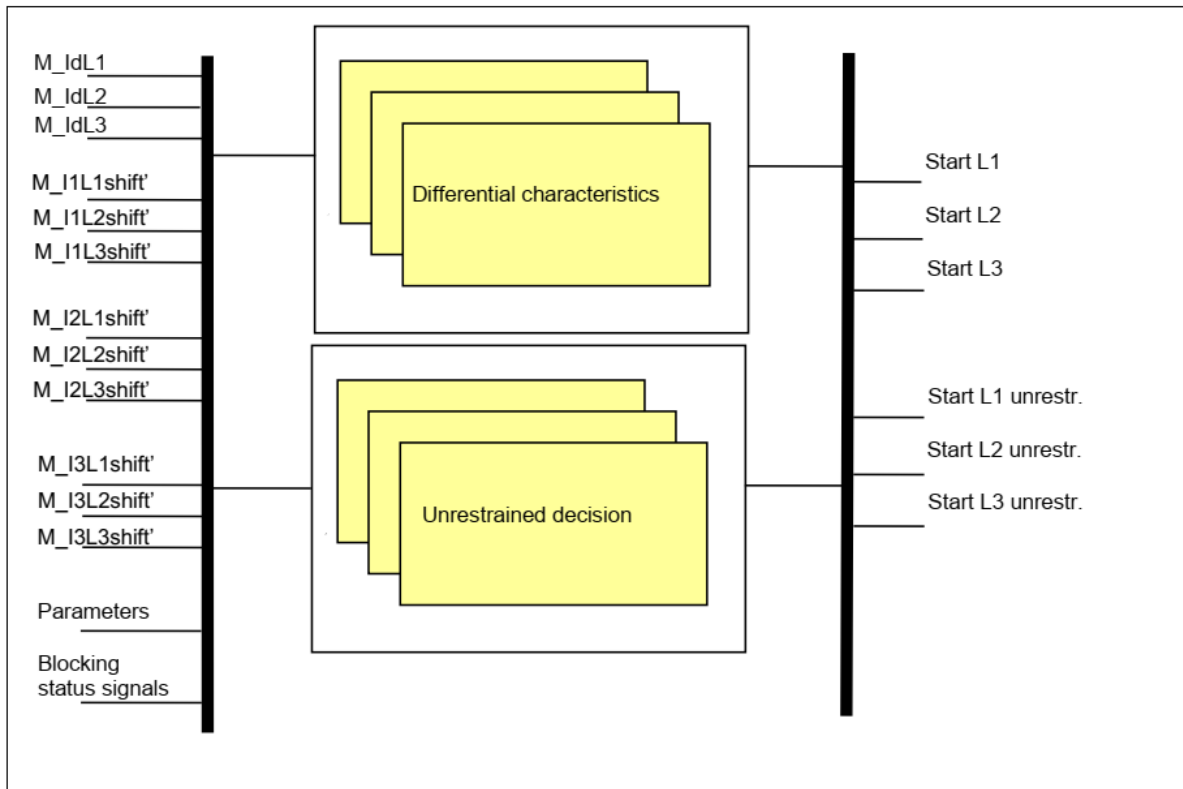 M_IdL1
M_IdL2
M_IdL3
M_I1L1shift'
M_I1L2shift'
M_I1L3shift'
M_I2L1shift'
M_I2L2shift'
M_I2L3shift'
M_I3L1shift'
M_I3L2shift'
M_I3L3shift'
Parameters
Blocking
status signals
Differential characteristics
Unrestrained decision
Start L1
Start L2
Start L3
Start L1 unrestr.
Start L2 unrestr.
Start L3 unrestr.